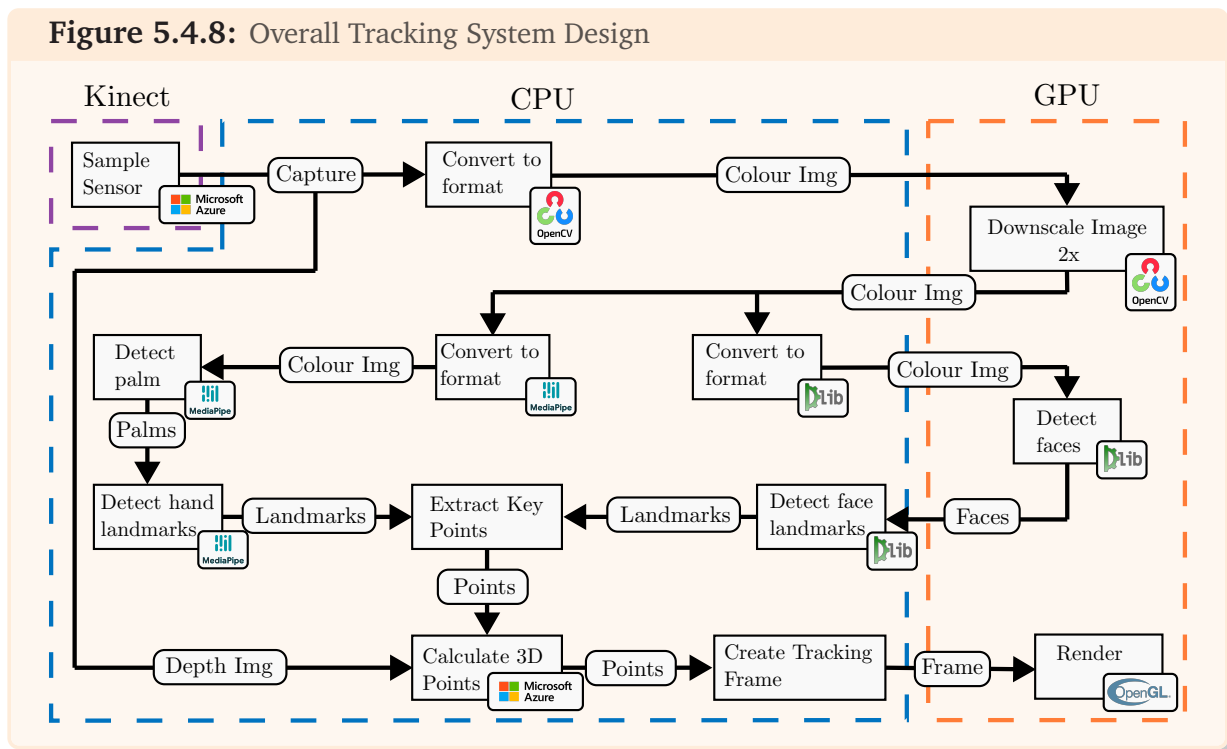 Figure 5.4.8: Overall Tracking System Design
Kinect
CPU
GPU
Sample
Sensor
Microsoft
Azure
Capture
Convert to
format
OpenCV
Colour Img
Downscale Image
2x
OpenCV
Colour Img
Detect
palm
MediaPipe
Colour Img
Convert to
format
MediaPipe
Convert to
format
Dlib
Colour Img
Detect
faces
Dlib
Palms
Detect hand
landmarks
MediaPipe
Landmarks
Extract Key
Points
Landmarks
Detect face
landmarks
Dlib
Faces
Points
Depth Img
Calculate 3D
Points
Microsoft
Azure
Points
Create Tracking
Frame
Frame
Render
OpenGL